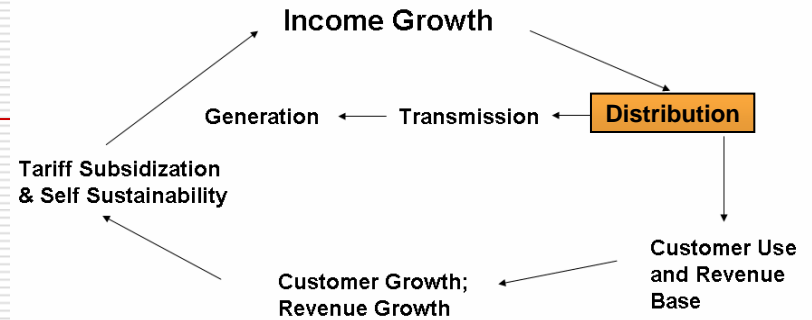 Income Growth
Generation
Transmission
Distribution
Tariff Subsidization
& Self Sustainability
Customer Use
and Revenue
Base
Customer Growth;
Revenue Growth